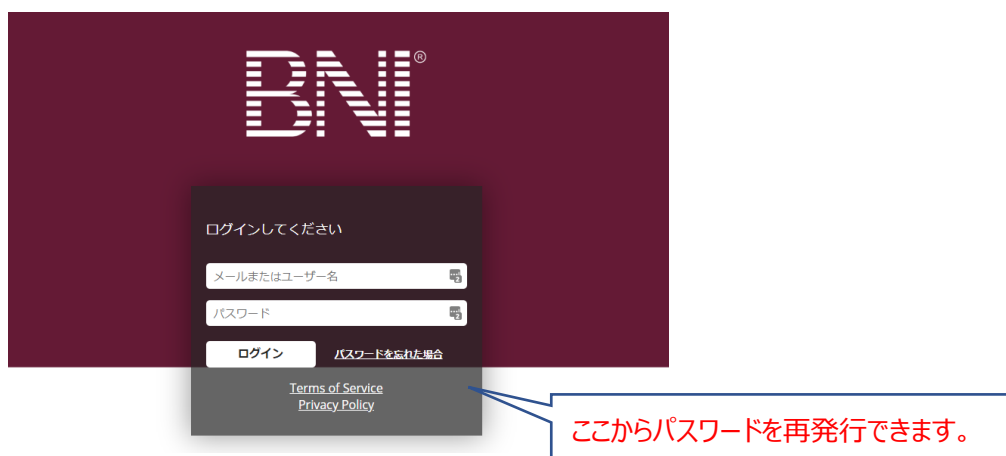 BNI®
ログインしてください
メールまたはユーザー名
パスワード
ログイン パスワードを忘れた場合
Terms of Service
Privacy Policy
ここからパスワードを再発行できます。